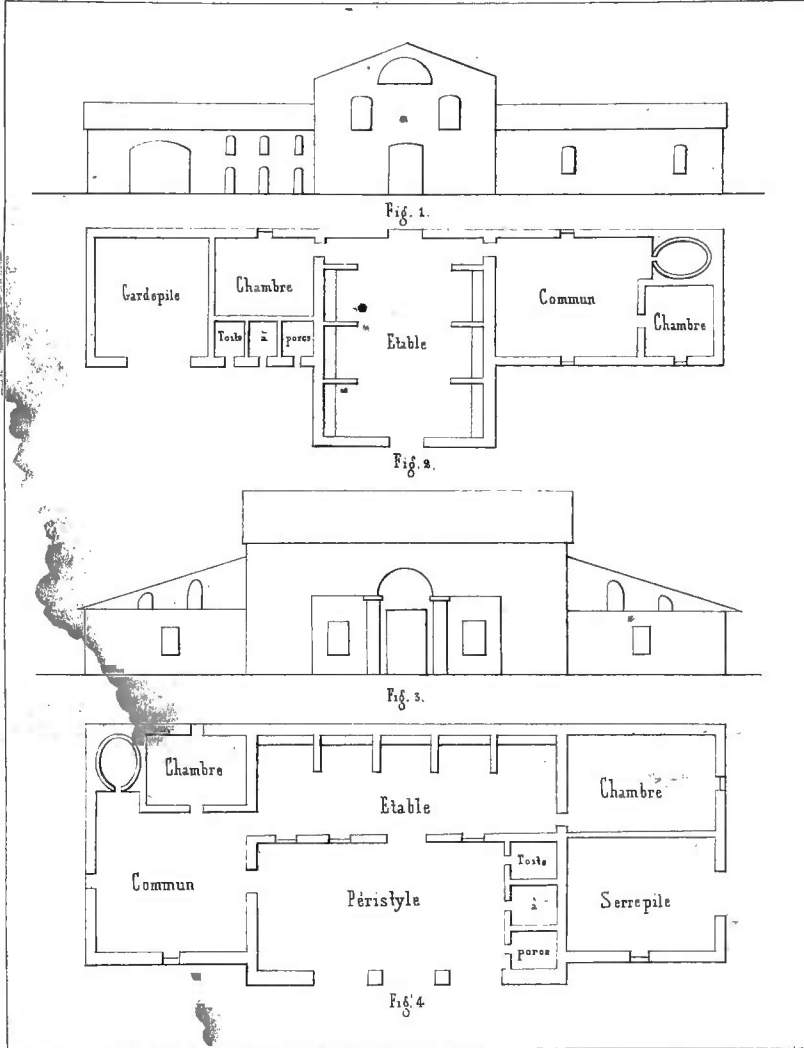 Fig. 1.
Gardepile
Chambre
Toits
à
porcs
Etable
Commun
Chambre
Fig. 2.
Fig. 3.
Chambre
Etable
Chambre
Commun
Péristyle
Toits
à
porcs
Serrepile
Fig. 4